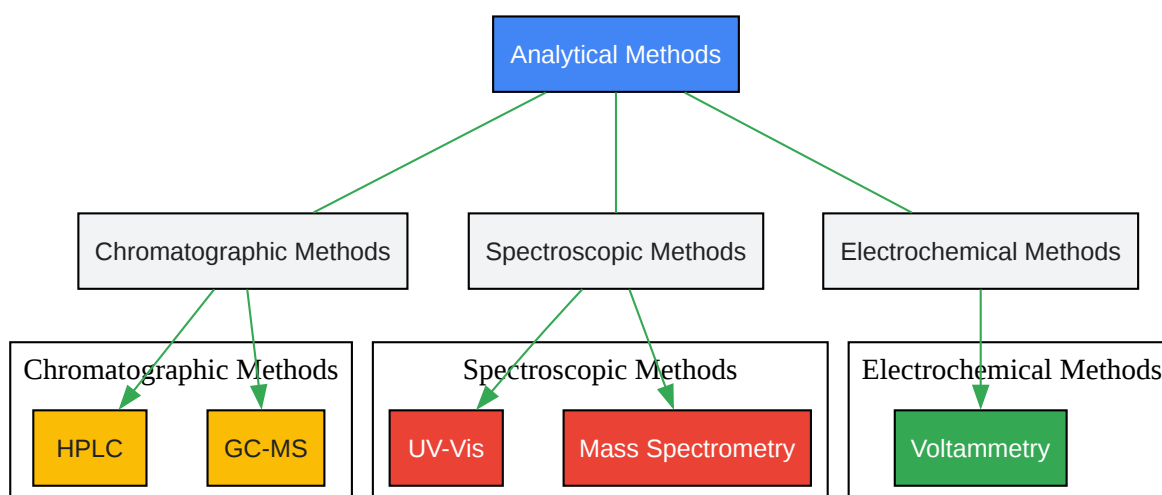 Analytical Methods
Chromatographic Methods
Spectroscopic Methods
Electrochemical Methods
Chromatographic Methods
Spectroscopic Methods
Electrochemical Methods
HPLC
GC-MS
UV-Vis
Mass Spectrometry
Voltammetry